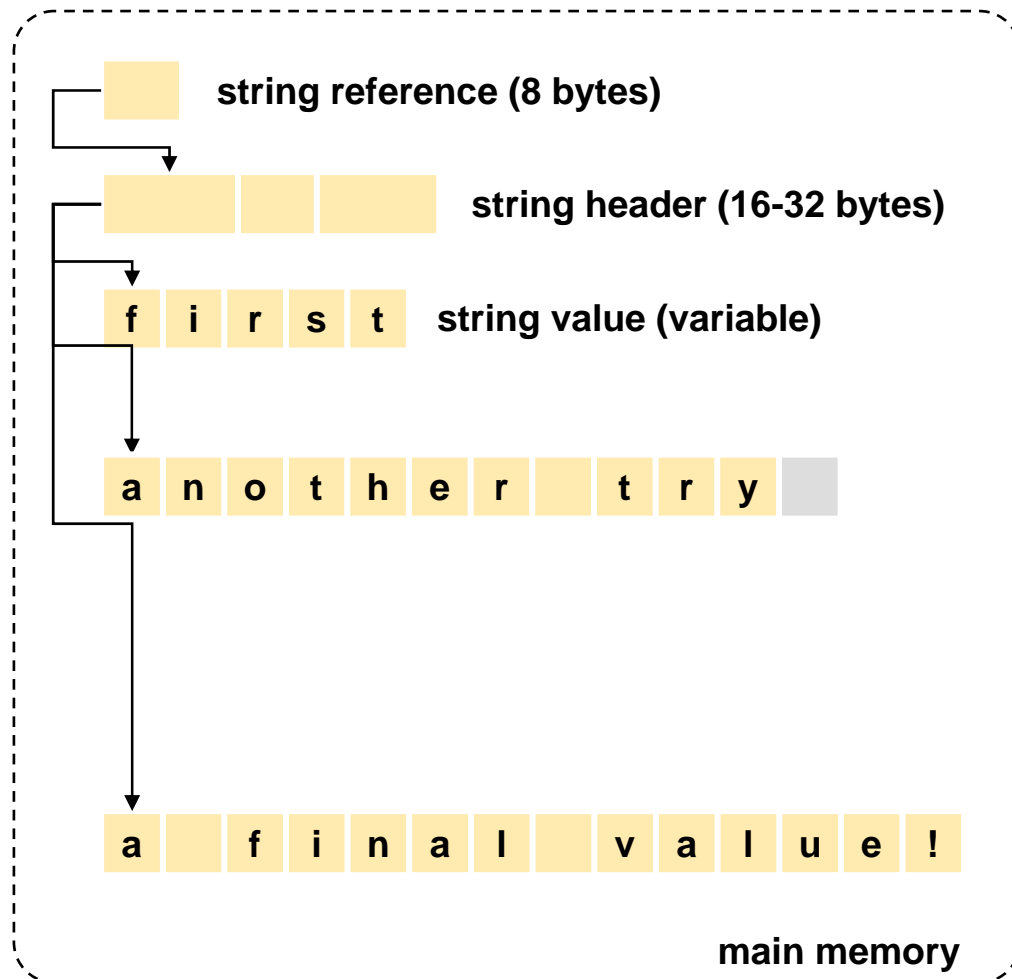 string reference (8 bytes)
string header (16-32 bytes)
f i r s t string value (variable)
a n o t h e r t r y
a f i n a l v a l u e !
main memory